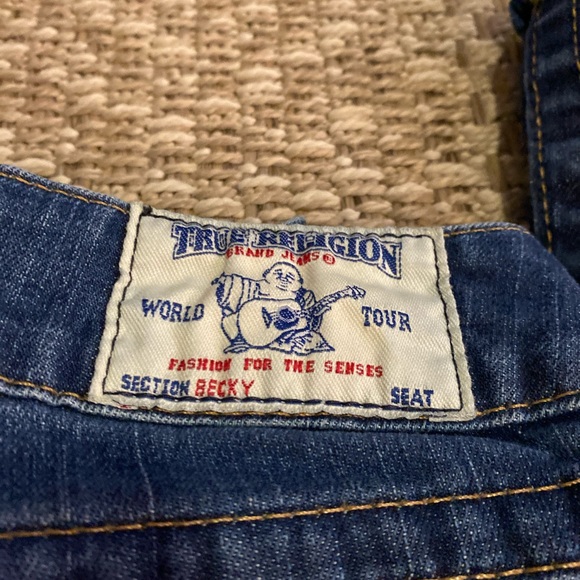 TRUE RELIGION
BRAND JEANS®
WORLD TOUR
FASHION FOR THE SENSES
SECTION BECKY SEAT